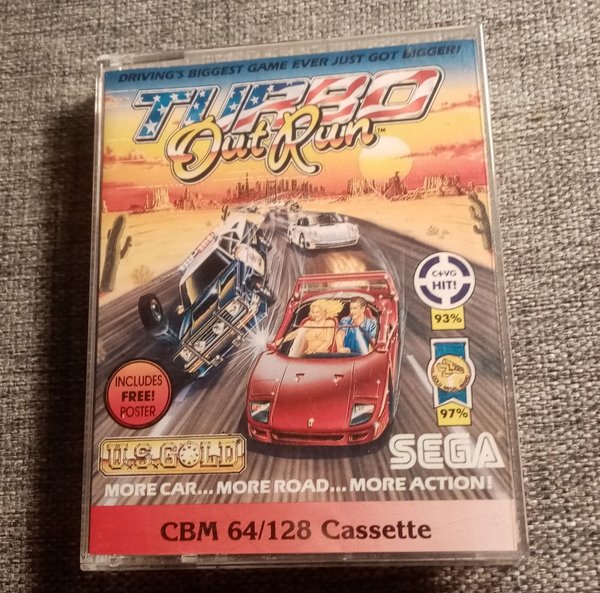 DRIVING'S BIGGEST GAME EVER JUST GOT BIGGER!
TURBO
Out Run™
C+VG
HIT!
93%
97%
INCLUDES
FREE!
POSTER
U.S. GOLD
SEGA
MORE CAR... MORE ROAD... MORE ACTION!
CBM 64/128 Cassette